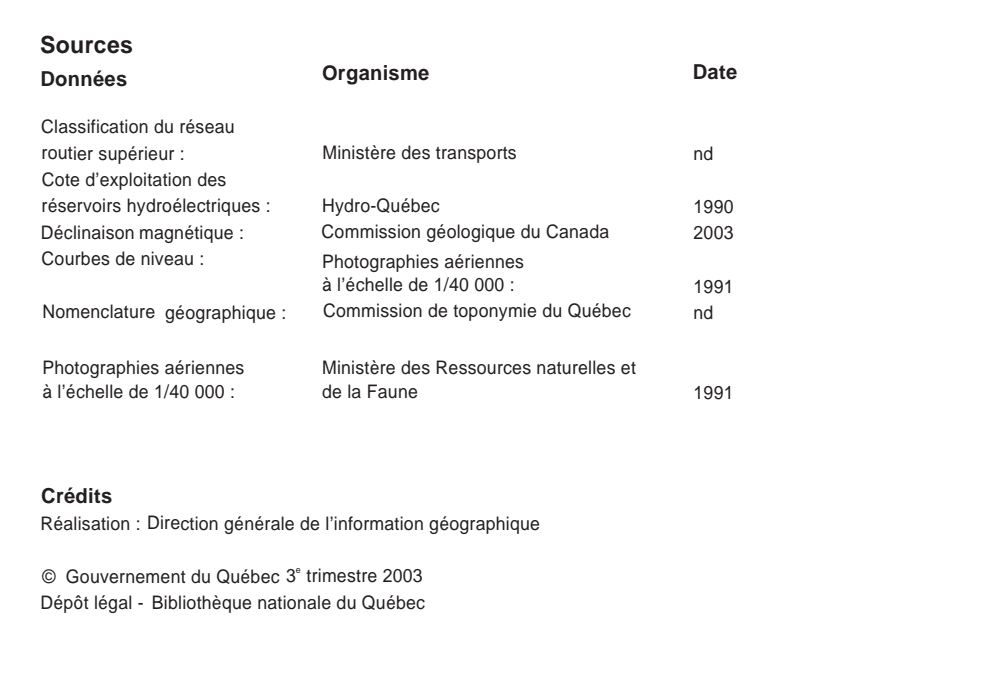 Sources
Données Organisme Date
Classification du réseau
routier supérieur : Ministère des transports nd
Cote d’exploitation des
réservoirs hydroélectriques : Hydro-Québec 1990
Déclinaison magnétique : Commission géologique du Canada 2003
Courbes de niveau : Photographies aériennes
à l’échelle de 1/40 000 : 1991
Nomenclature géographique : Commission de toponymie du Québec nd
Photographies aériennes Ministère des Ressources naturelles et
à l’échelle de 1/40 000 : de la Faune 1991
Crédits
Réalisation : Direction générale de l’information géographique
© Gouvernement du Québec 3e trimestre 2003
Dépôt légal - Bibliothèque nationale du Québec